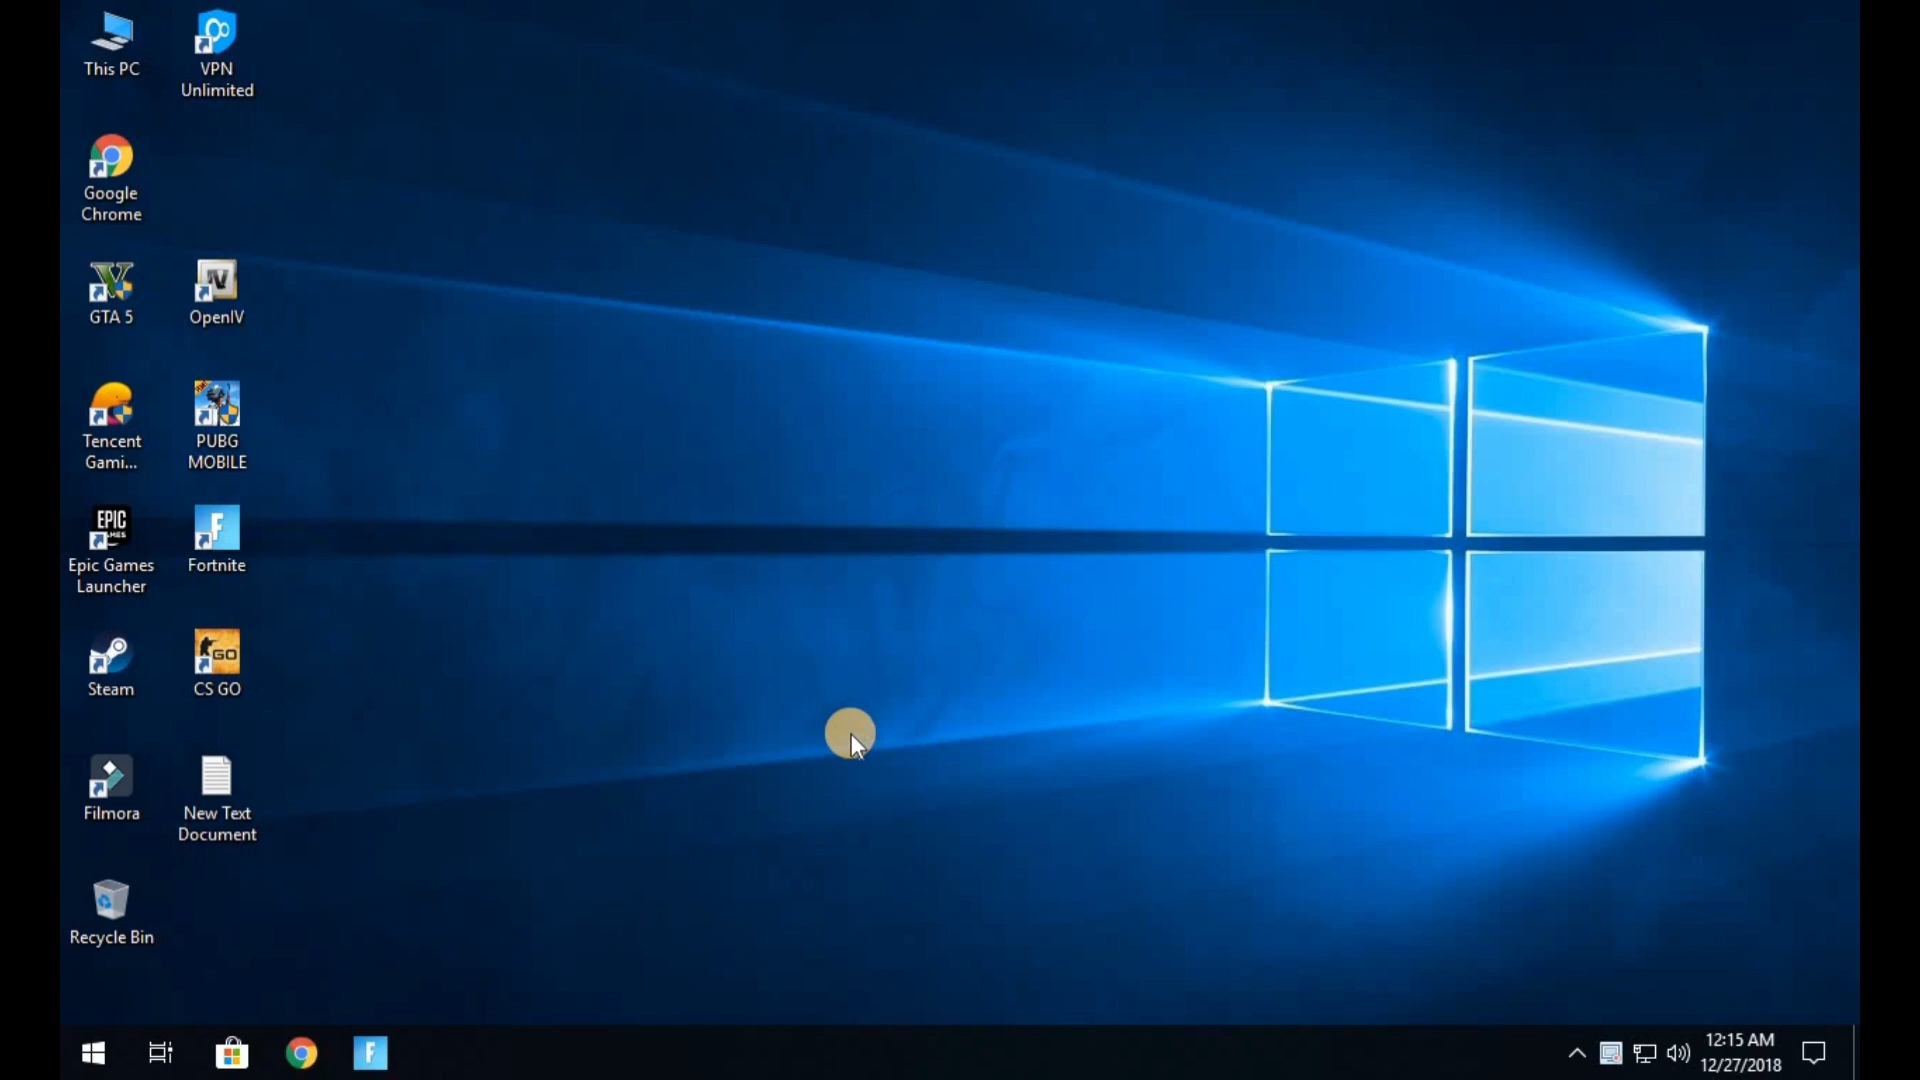 This PC
VPN
Unlimited
Google
Chrome
GTA 5
OpenIV
Tencent
Gami...
PUBG
MOBILE
EPIC
Epic Games
Launcher
F
Fortnite
Steam
GO
CS GO
Filmora
New Text
Document
Recycle Bin
F
12:15 AM
12/27/2018